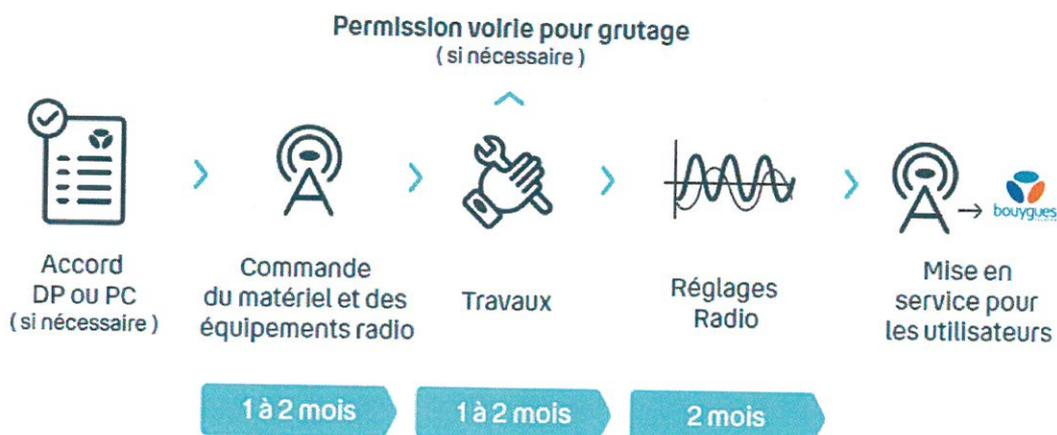 Permission voirie pour grutage
( si nécessaire )
Accord
DP ou PC
( si nécessaire )
Commande
du matériel et des
équipements radio
Travaux
Réglages
Radio
bouygues
Mise en
service pour
les utilisateurs
1 à 2 mois
1 à 2 mois
2 mois